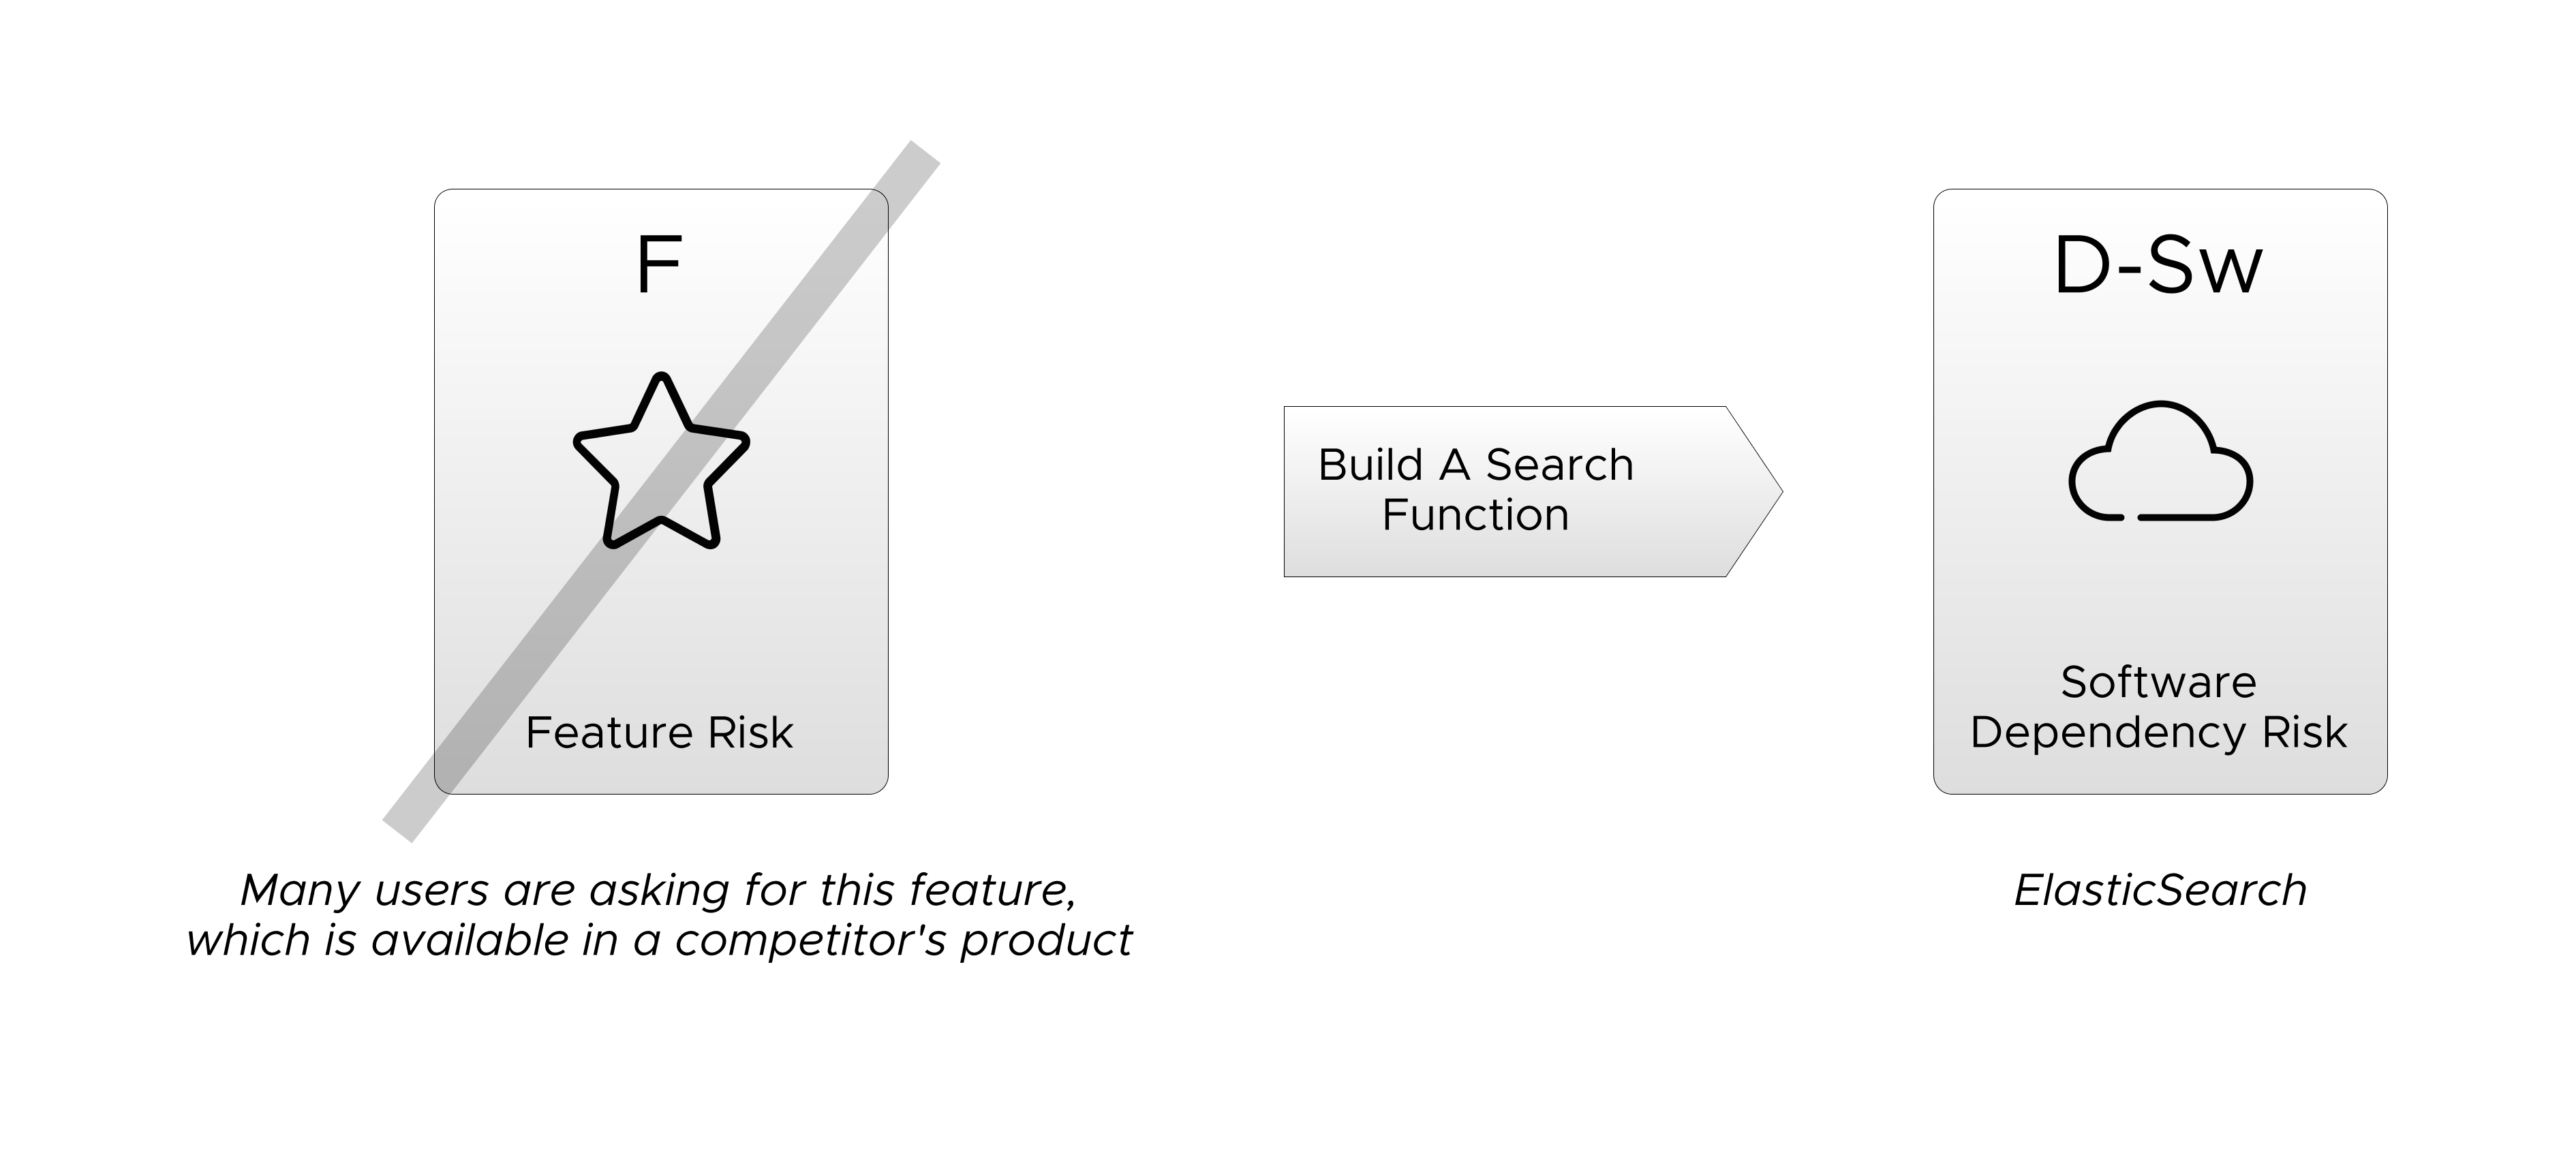 F
Feature Risk
Many users are asking for this feature,
which is available in a competitor's product
Build A Search
Function
D-Sw
Software
Dependency Risk
ElasticSearch